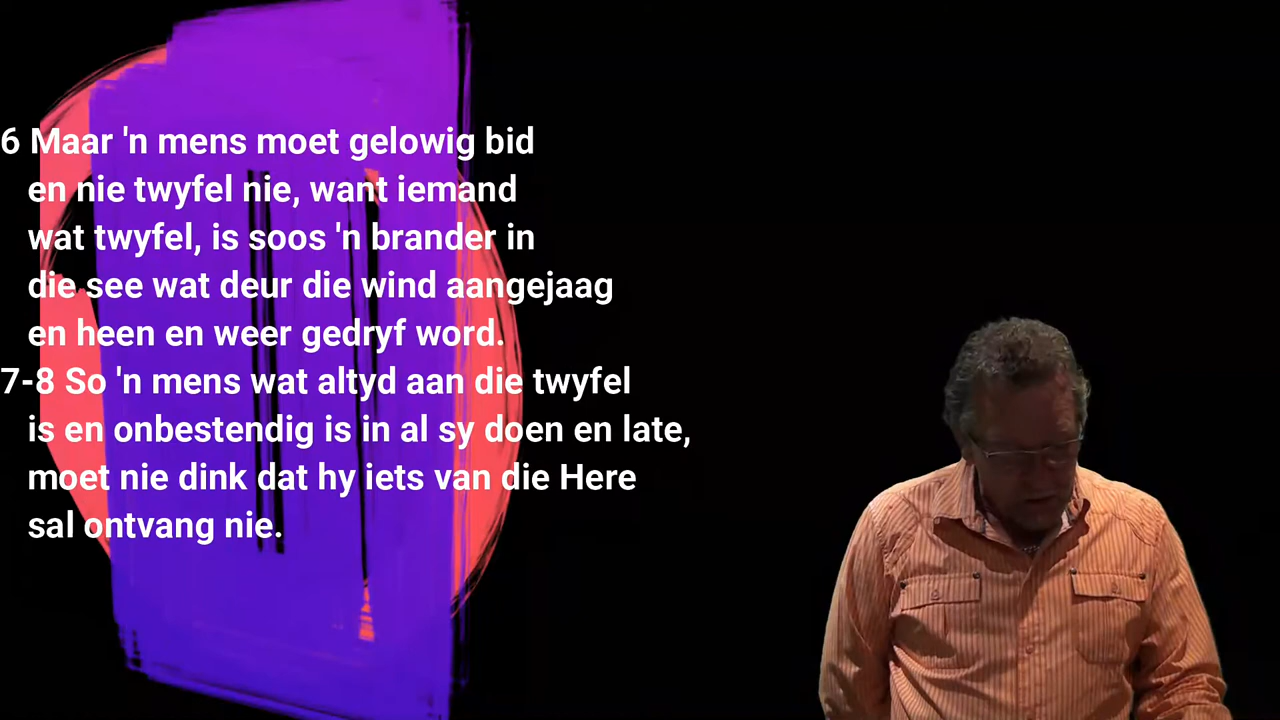 6 Maar 'n mens moet gelowig bid
en nie twyfel nie, want iemand
wat twyfel, is soos 'n brander in
die see wat deur die wind aangejaag
en heen en weer gedryf word.
7-8 So 'n mens wat altyd aan die twyfel
is en onbestendig is in al sy doen en late,
moet nie dink dat hy iets van die Here
sal ontvang nie.